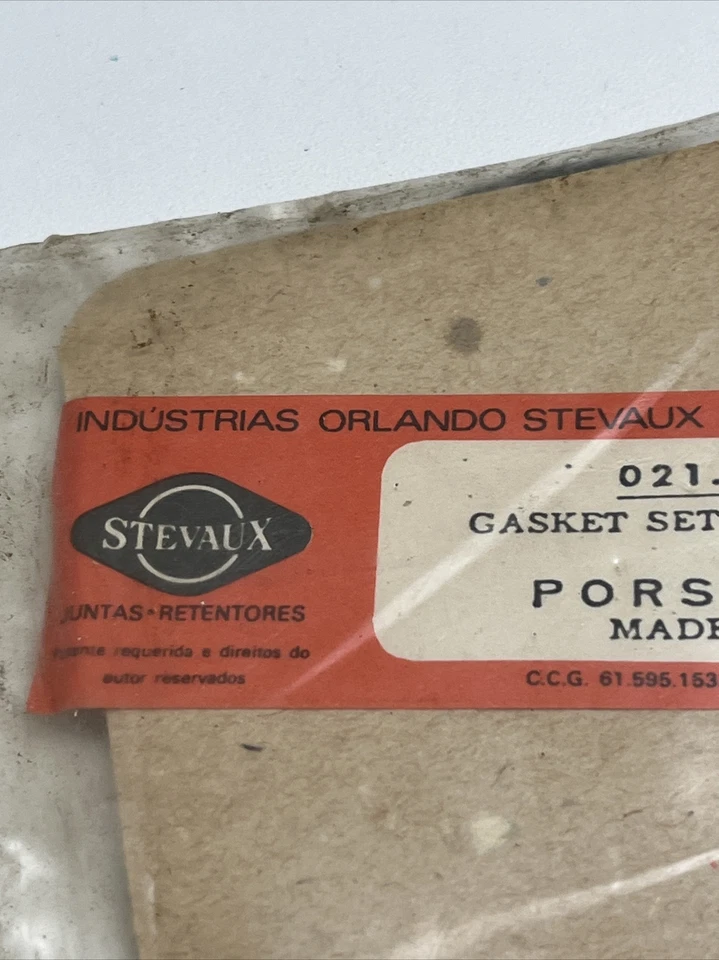 INDÚSTRIAS ORLANDO STEVAUX
STEVAUX
JUNTAS•RETENTORES
requerida e direitos do
autor reservados
021.
GASKET SET
PORS
MADE
C.C.G. 61.595.153